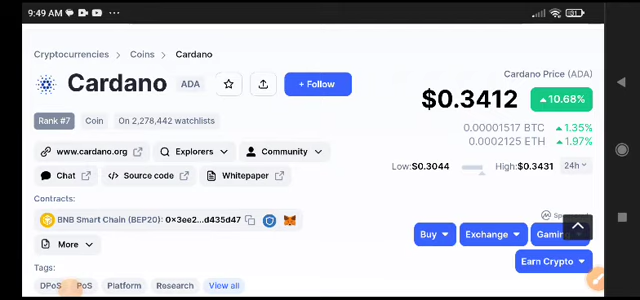 9:49 AM
Cryptocurrencies > Coins > Cardano
Cardano ADA
+ Follow
Cardano Price (ADA)
$0.3412
10.68%
Rank #7
Coin
On 2,278,442 watchlists
0.00001517 BTC 1.35%
0.0002125 ETH 1.97%
www.cardano.org
Explorers
Community
Low:$0.3044
High:$0.3431
24h
Chat
Source code
Whitepaper
Contracts:
BNB Smart Chain (BEP20): 0x3ee2...d435d47
More
Buy
Exchange
Gaming
Earn Crypto
Tags:
DPoS
PoS
Platform
Research
View all